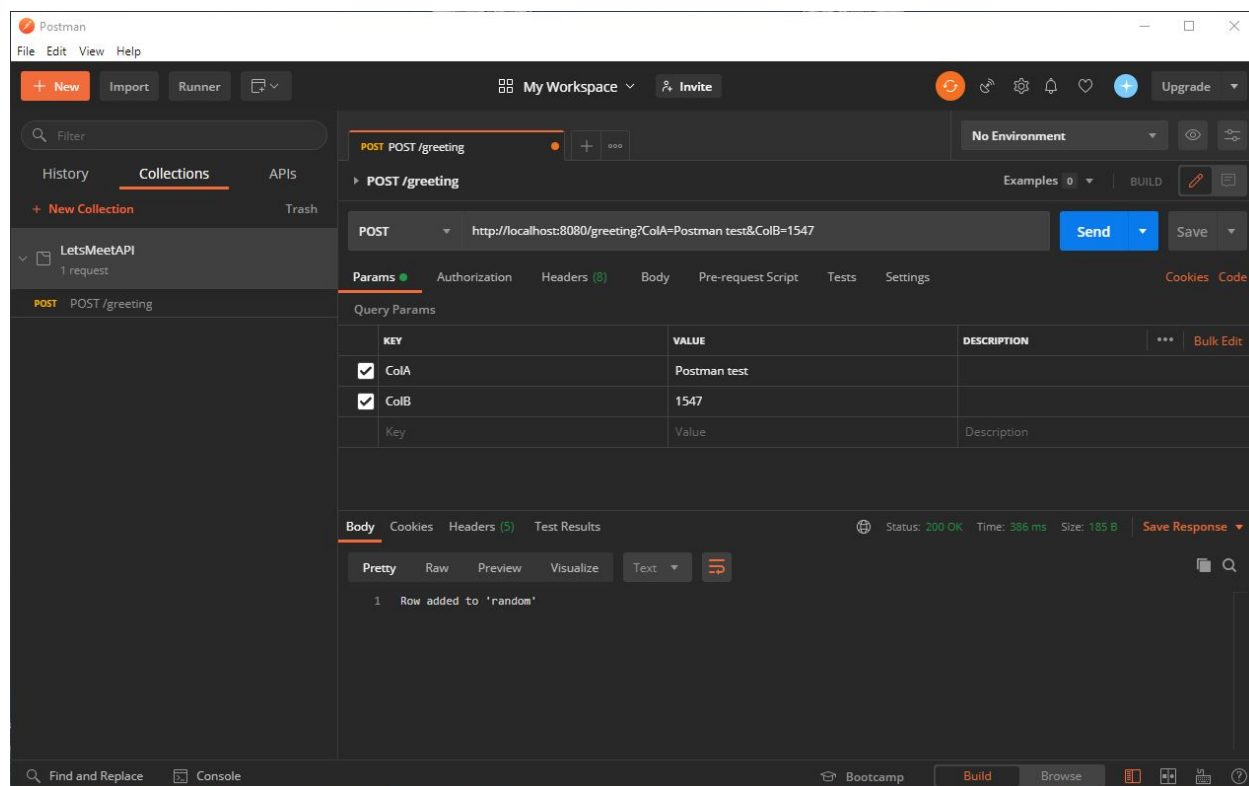 Postman
File Edit View Help
+ New Import Runner My Workspace Invite Upgrade
Filter
History Collections APIs
+ New Collection Trash
LetsMeetAPI
1 request
POST POST /greeting
POST POST /greeting + ooo No Environment
POST /greeting Examples 0 BUILD
POST http://localhost:8080/greeting?ColA=Postman test&ColB=1547 Send Save
Params Authorization Headers (8) Body Pre-request Script Tests Settings Cookies Code
Query Params
KEY VALUE DESCRIPTION ••• Bulk Edit
ColA Postman test
ColB 1547
Key Value Description
Body Cookies Headers (5) Test Results Status: 200 OK Time: 386 ms Size: 185 B Save Response
Pretty Raw Preview Visualize Text
1 Row added to 'random'
Find and Replace Console Bootcamp Build Browse